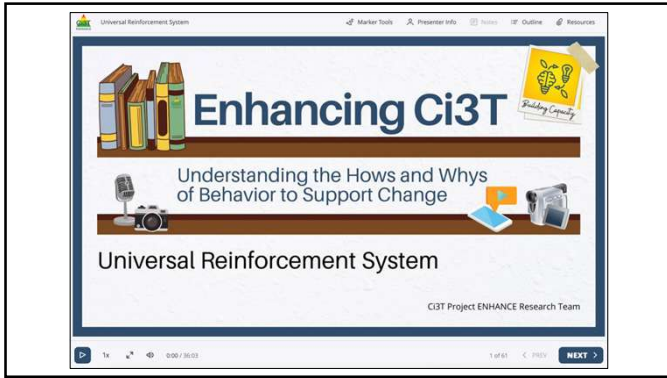 Universal Reinforcement System
Marker Tools
Presenter Info
Notes
Outline
Resources
Enhancing Ci3T
Building Capacity
Understanding the Hows and Whys
of Behavior to Support Change
Universal Reinforcement System
Ci3T Project ENHANCE Research Team
1x
0:00 / 36:03
1 of 61
< PREV
NEXT >